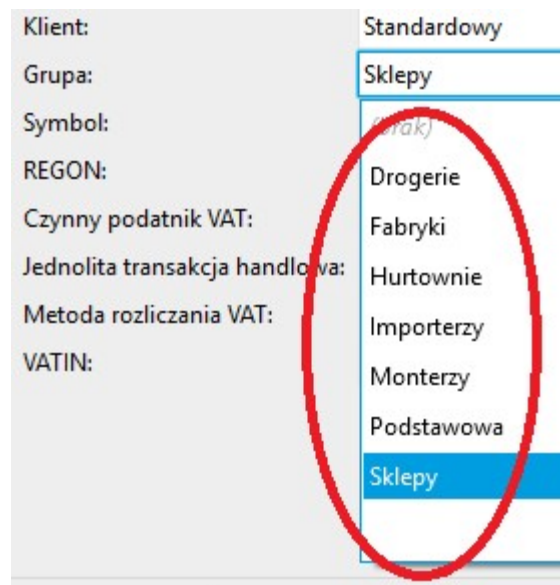 Klient: Standardowy
Grupa: Sklepy
Symbol: (brak)
REGON: Drogerie
Czynny podatnik VAT: Fabryki
Jednolita transakcja handlowa: Hurtownie
Metoda rozliczania VAT: Importerzy
VATIN: Monterzy
Podstawowa
Sklepy